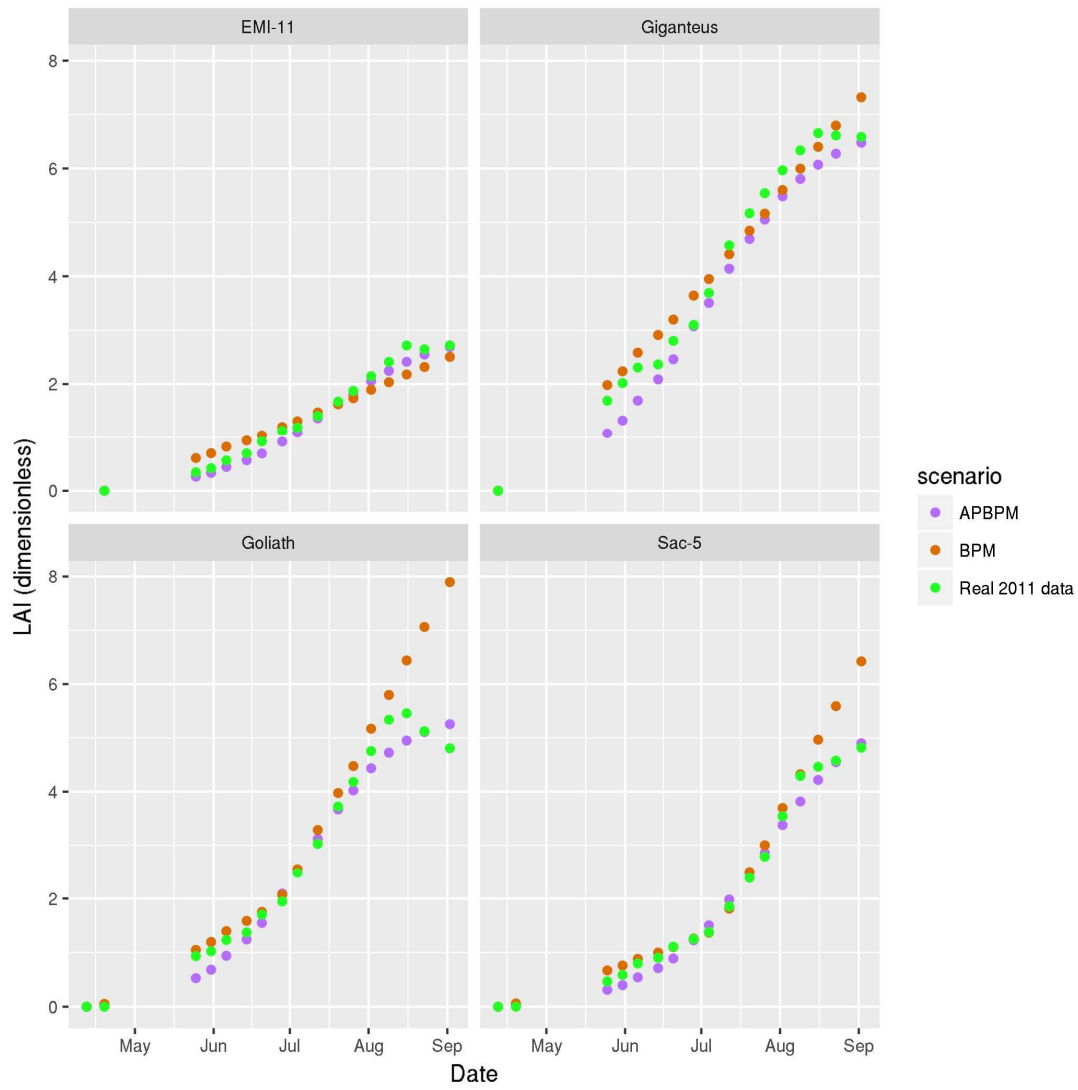 EMI-11
Giganteus
8
6
4
2
0
Goliath
Sac-5
8
6
4
2
0
May Jun Jul Aug Sep
May Jun Jul Aug Sep
Date
LAI (dimensionless)
scenario
APBPM
BPM
Real 2011 data